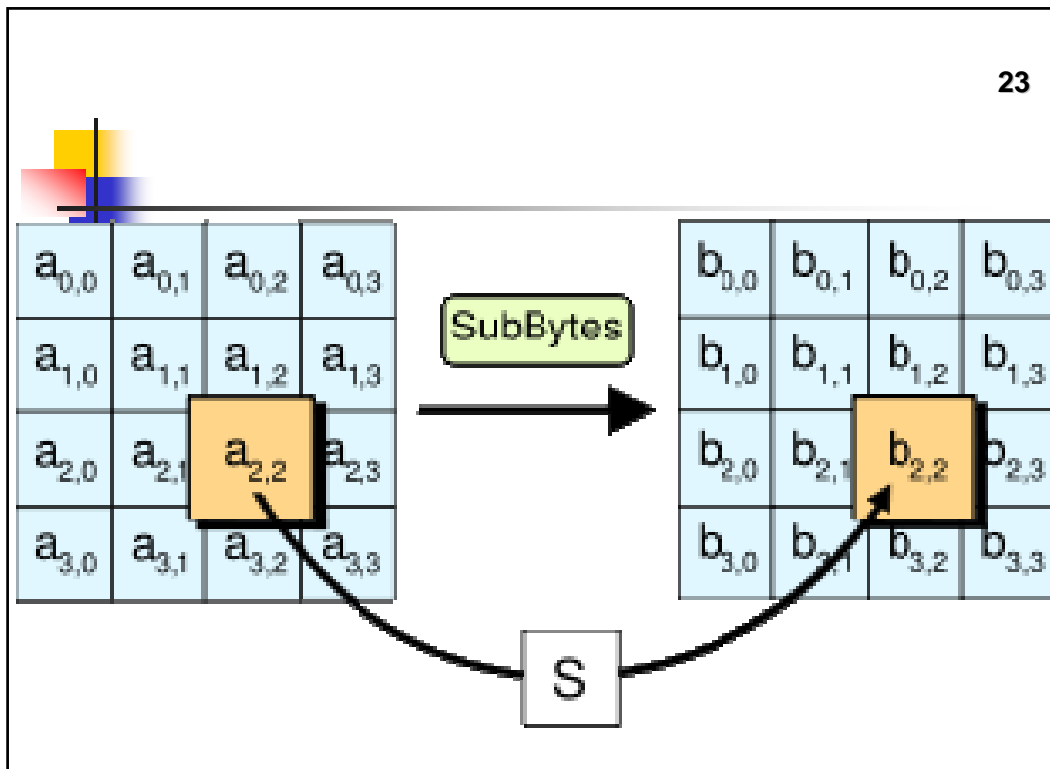 23
a0,0 a0,1 a0,2 a0,3
b0,0 b0,1 b0,2 b0,3
SubBytes
a1,0 a1,1 a1,2 a1,3
b1,0 b1,1 b1,2 b1,3
a2,0 a2,1 a2,2 a2,3
b2,0 b2,1 b2,2 b2,3
a3,0 a3,1 a3,2 a3,3
b3,0 b3,1 b3,2 b3,3
S